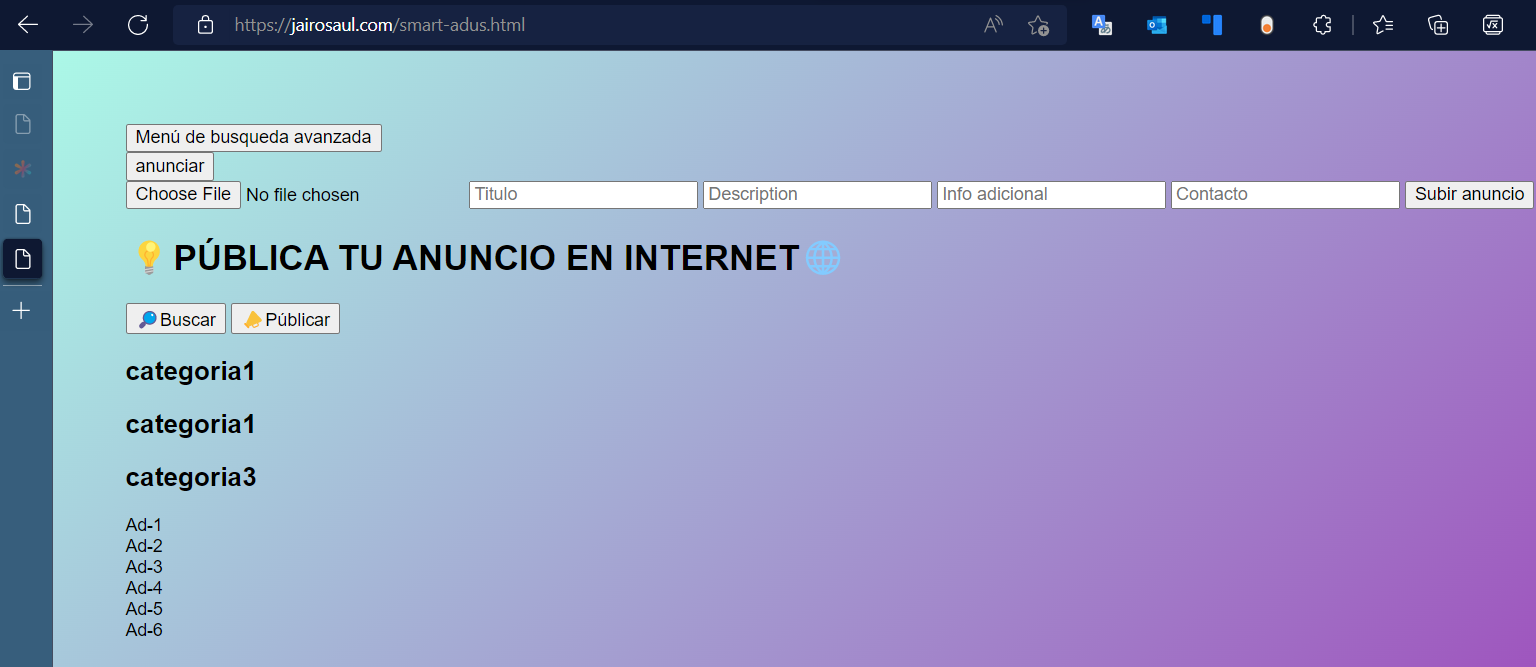 https://jairosaul.com/smart-adus.html
Menú de busqueda avanzada
anunciar
Choose File No file chosen Titulo Description Info adicional Contacto Subir anuncio
💡PÚBLICA TU ANUNCIO EN INTERNET🌐
🔎Buscar 📣Públicar
categoria1
categoria1
categoria3
Ad-1
Ad-2
Ad-3
Ad-4
Ad-5
Ad-6